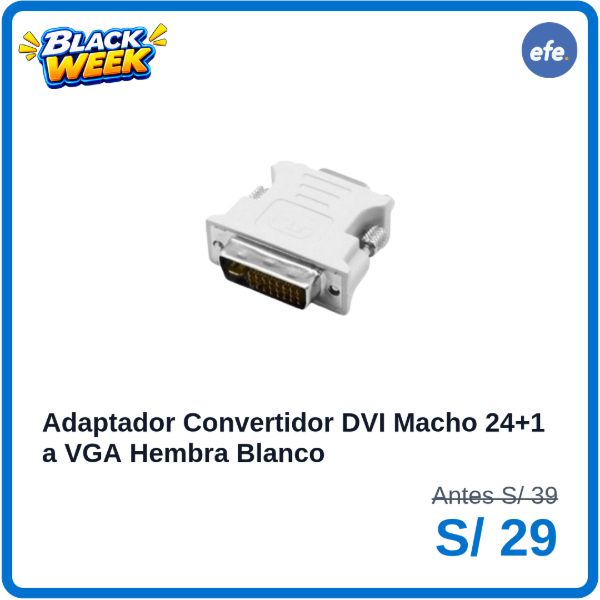 BLACK
WEEK
efe.
Adaptador Convertidor DVI Macho 24+1
a VGA Hembra Blanco
Antes S/ 39
S/ 29